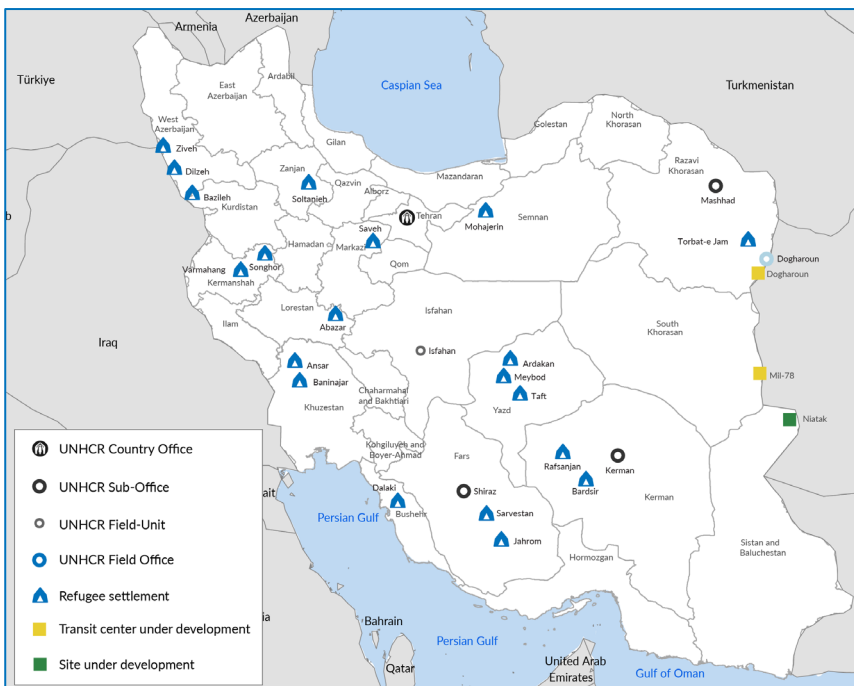 Azerbaijan
Armenia
Türkiye
Caspian Sea
Turkmenistan
Ardabil
East
Azerbaijan
West
Azerbaijan
Ziveh
Dilzeh
Bazileh
Kurdistan
Gilan
Zanjan
Soltanieh
Qazvin
Alborz
Mazandaran
Golestan
North
Khorasan
Razavi
Khorasan
Mashhad
Tehran
Mohajerin
Semnan
Torbat-e Jam
Dogharoun
Dogharoun
b
Saveh
Hamadan
Markazi
Qom
Songhor
Varmahang
Kermanshah
Lorestan
Abazar
Isfahan
Isfahan
Ilam
Iraq
South
Khorasan
Mil-78
Niatak
Ansar
Baninajar
Khuzestan
Chaharmahal
and Bakhtiari
Ardakan
Meybod
Taft
Yazd
Kohgiluyeh and
Boyer-Ahmad
Fars
Shiraz
Sarvestan
Jahrom
Rafsanjan
Bardsir
Kerman
Kerman
Dalaki
Bushehr
Persian Gulf
Hormozgan
Sistan and
Baluchestan
ait
ia
Bahrain
Qatar
Persian Gulf
United Arab
Emirates
Gulf of Oman
UNHCR Country Office
UNHCR Sub-Office
UNHCR Field-Unit
UNHCR Field Office
Refugee settlement
Transit center under development
Site under development